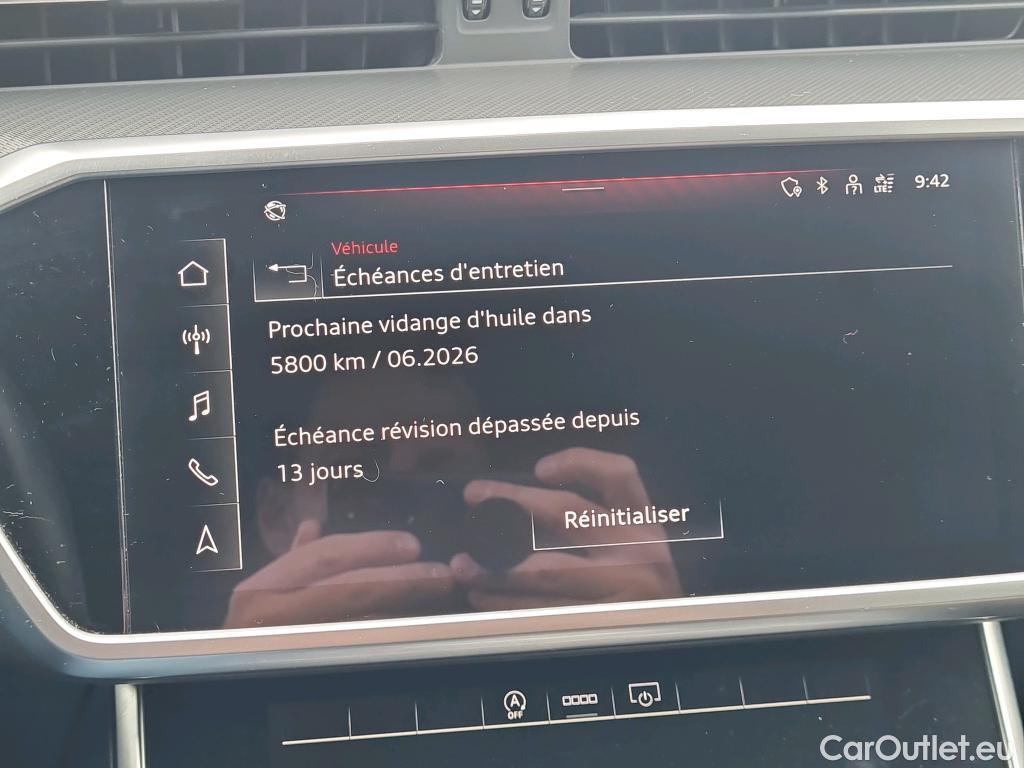 9:42
LTE
Véhicule
Échéances d'entretien
Prochaine vidange d'huile dans
5800 km / 06.2026
Échéance révision dépassée depuis
13 jours
Réinitialiser
A
OFF
CarOutlet.eu